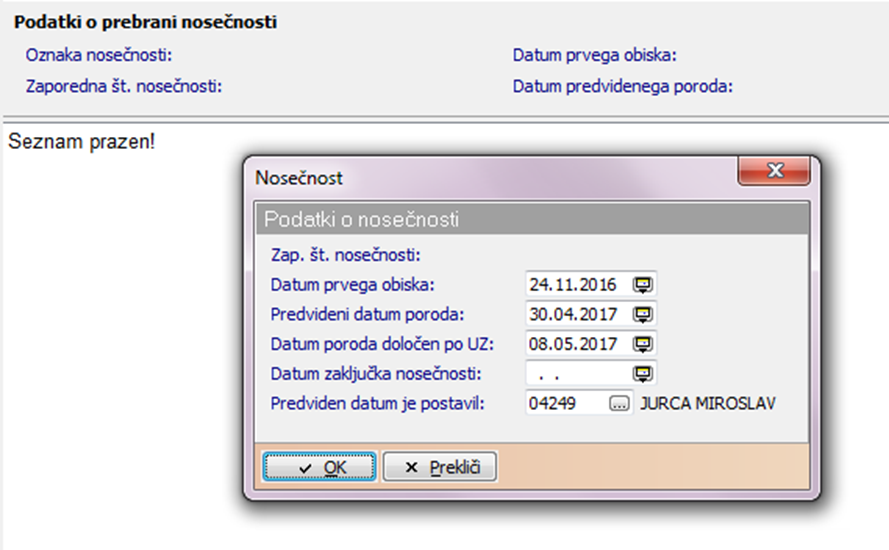 Podatki o prebrani nosečnosti
Oznaka nosečnosti: Datum prvega obiska:
Zaporedna št. nosečnosti: Datum predvidenega poroda:
Seznam prazen!
Nosečnost
Podatki o nosečnosti
Zap. št. nosečnosti:
Datum prvega obiska: 24.11.2016
Predvideni datum poroda: 30.04.2017
Datum poroda določen po UZ: 08.05.2017
Datum zaključka nosečnosti: . .
Predviden datum je postavil: 04249 ... JURCA MIROSLAV
OK Prekliči